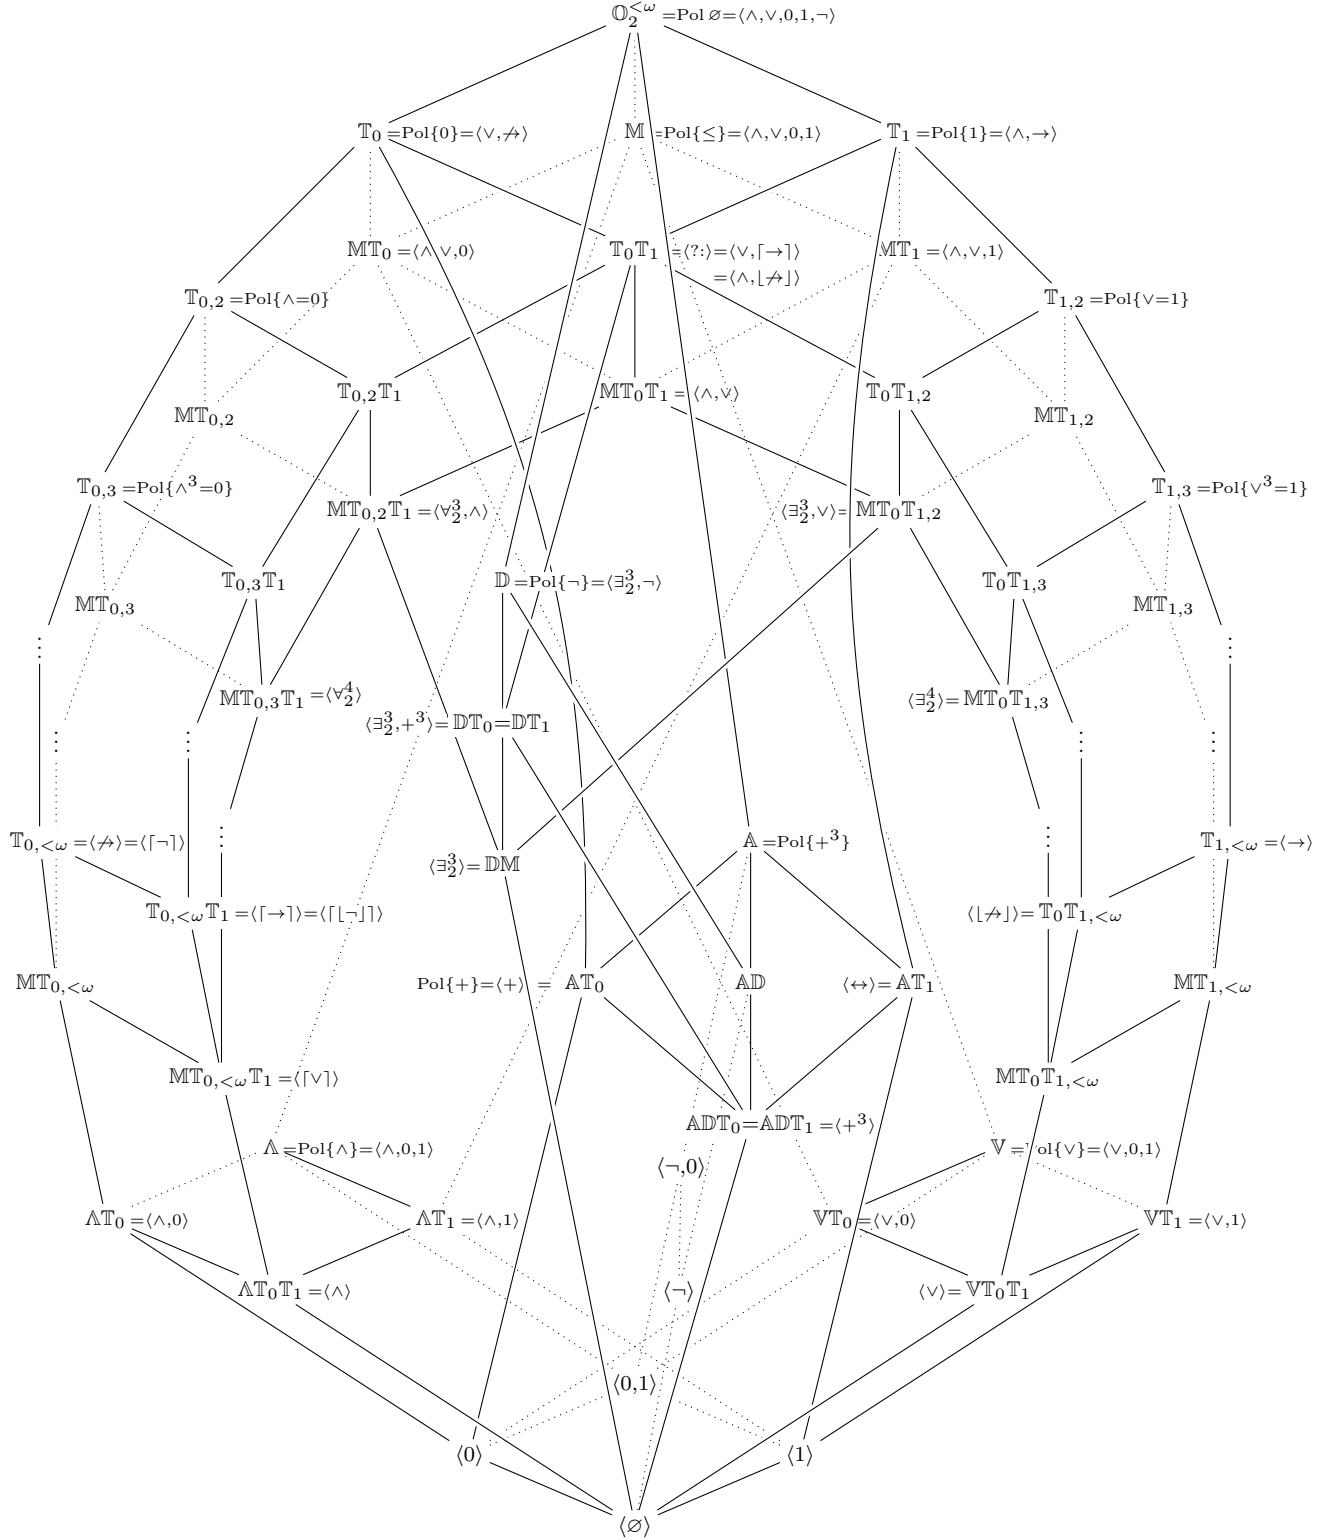 𝕆₂^{<ω} =Pol ∅=⟨∧,∨,0,1,¬⟩
𝕋₀ =Pol{0}=⟨∨,↛⟩
𝕄 =Pol{≤}=⟨∧,∨,0,1⟩
𝕋₁ =Pol{1}=⟨∧,→⟩
𝕄𝕋₀ =⟨∧,∨,0⟩
𝕋₀𝕋₁ =⟨?:⟩=⟨∨,⌈→⌉⟩
=⟨∧,⌊↛⌋⟩
𝕄𝕋₁ =⟨∧,∨,1⟩
𝕋₀,₂ =Pol{∧=0}
𝕋₁,₂ =Pol{∨=1}
𝕋₀,₂𝕋₁
𝕄𝕋₀𝕋₁ = ⟨∧,∨⟩
𝕋₀𝕋₁,₂
𝕄𝕋₀,₂
𝕄𝕋₁,₂
𝕋₀,₃ =Pol{∧³=0}
𝕋₁,₃ =Pol{∨³=1}
𝕄𝕋₀,₂𝕋₁ =⟨∀₂³,∧⟩
⟨∃₂³,∨⟩= 𝕄𝕋₀𝕋₁,₂
𝕋₀,₃𝕋₁
𝔻 =Pol{¬}=⟨∃₂³,¬⟩
𝕋₀𝕋₁,₃
𝕄𝕋₀,₃
𝕄𝕋₁,₃
⋮
⋮
𝕄𝕋₀,₃𝕋₁ =⟨∀₂⁴⟩
⟨∃₂⁴⟩= 𝕄𝕋₀𝕋₁,₃
⟨∃₂³,+³⟩= 𝔻𝕋₀=𝔻𝕋₁
⋮
⋮
⋮
⋮
𝕋₀,<ω =⟨↛⟩=⟨⌈¬⌉⟩
⋮
𝔸 =Pol{+³}
⋮
𝕋₁,<ω =⟨→⟩
⟨∃₂³⟩= 𝔻𝕄
𝕋₀,<ω𝕋₁ =⟨⌈→⌉⟩=⟨⌈⌊¬⌋⌉⟩
⟨⌊↛⌋⟩= 𝕋₀𝕋₁,<ω
𝕄𝕋₀,<ω
Pol{+}=⟨+⟩ = 𝔸𝕋₀
𝔸𝔻
⟨↔⟩= 𝔸𝕋₁
𝕄𝕋₁,<ω
𝕄𝕋₀,<ω𝕋₁ =⟨⌈∨⌉⟩
𝕄𝕋₀𝕋₁,<ω
𝔸𝔻𝕋₀=𝔸𝔻𝕋₁ =⟨+³⟩
𝚲 =Pol{∧}=⟨∧,0,1⟩
𝕍 =Pol{∨}=⟨∨,0,1⟩
⟨¬,0⟩
𝚲𝕋₀ =⟨∧,0⟩
𝚲𝕋₁ =⟨∧,1⟩
𝕍𝕋₀ =⟨∨,0⟩
𝕍𝕋₁ =⟨∨,1⟩
𝚲𝕋₀𝕋₁ =⟨∧⟩
⟨¬⟩
⟨∨⟩= 𝕍𝕋₀𝕋₁
⟨0,1⟩
⟨0⟩
⟨1⟩
⟨∅⟩